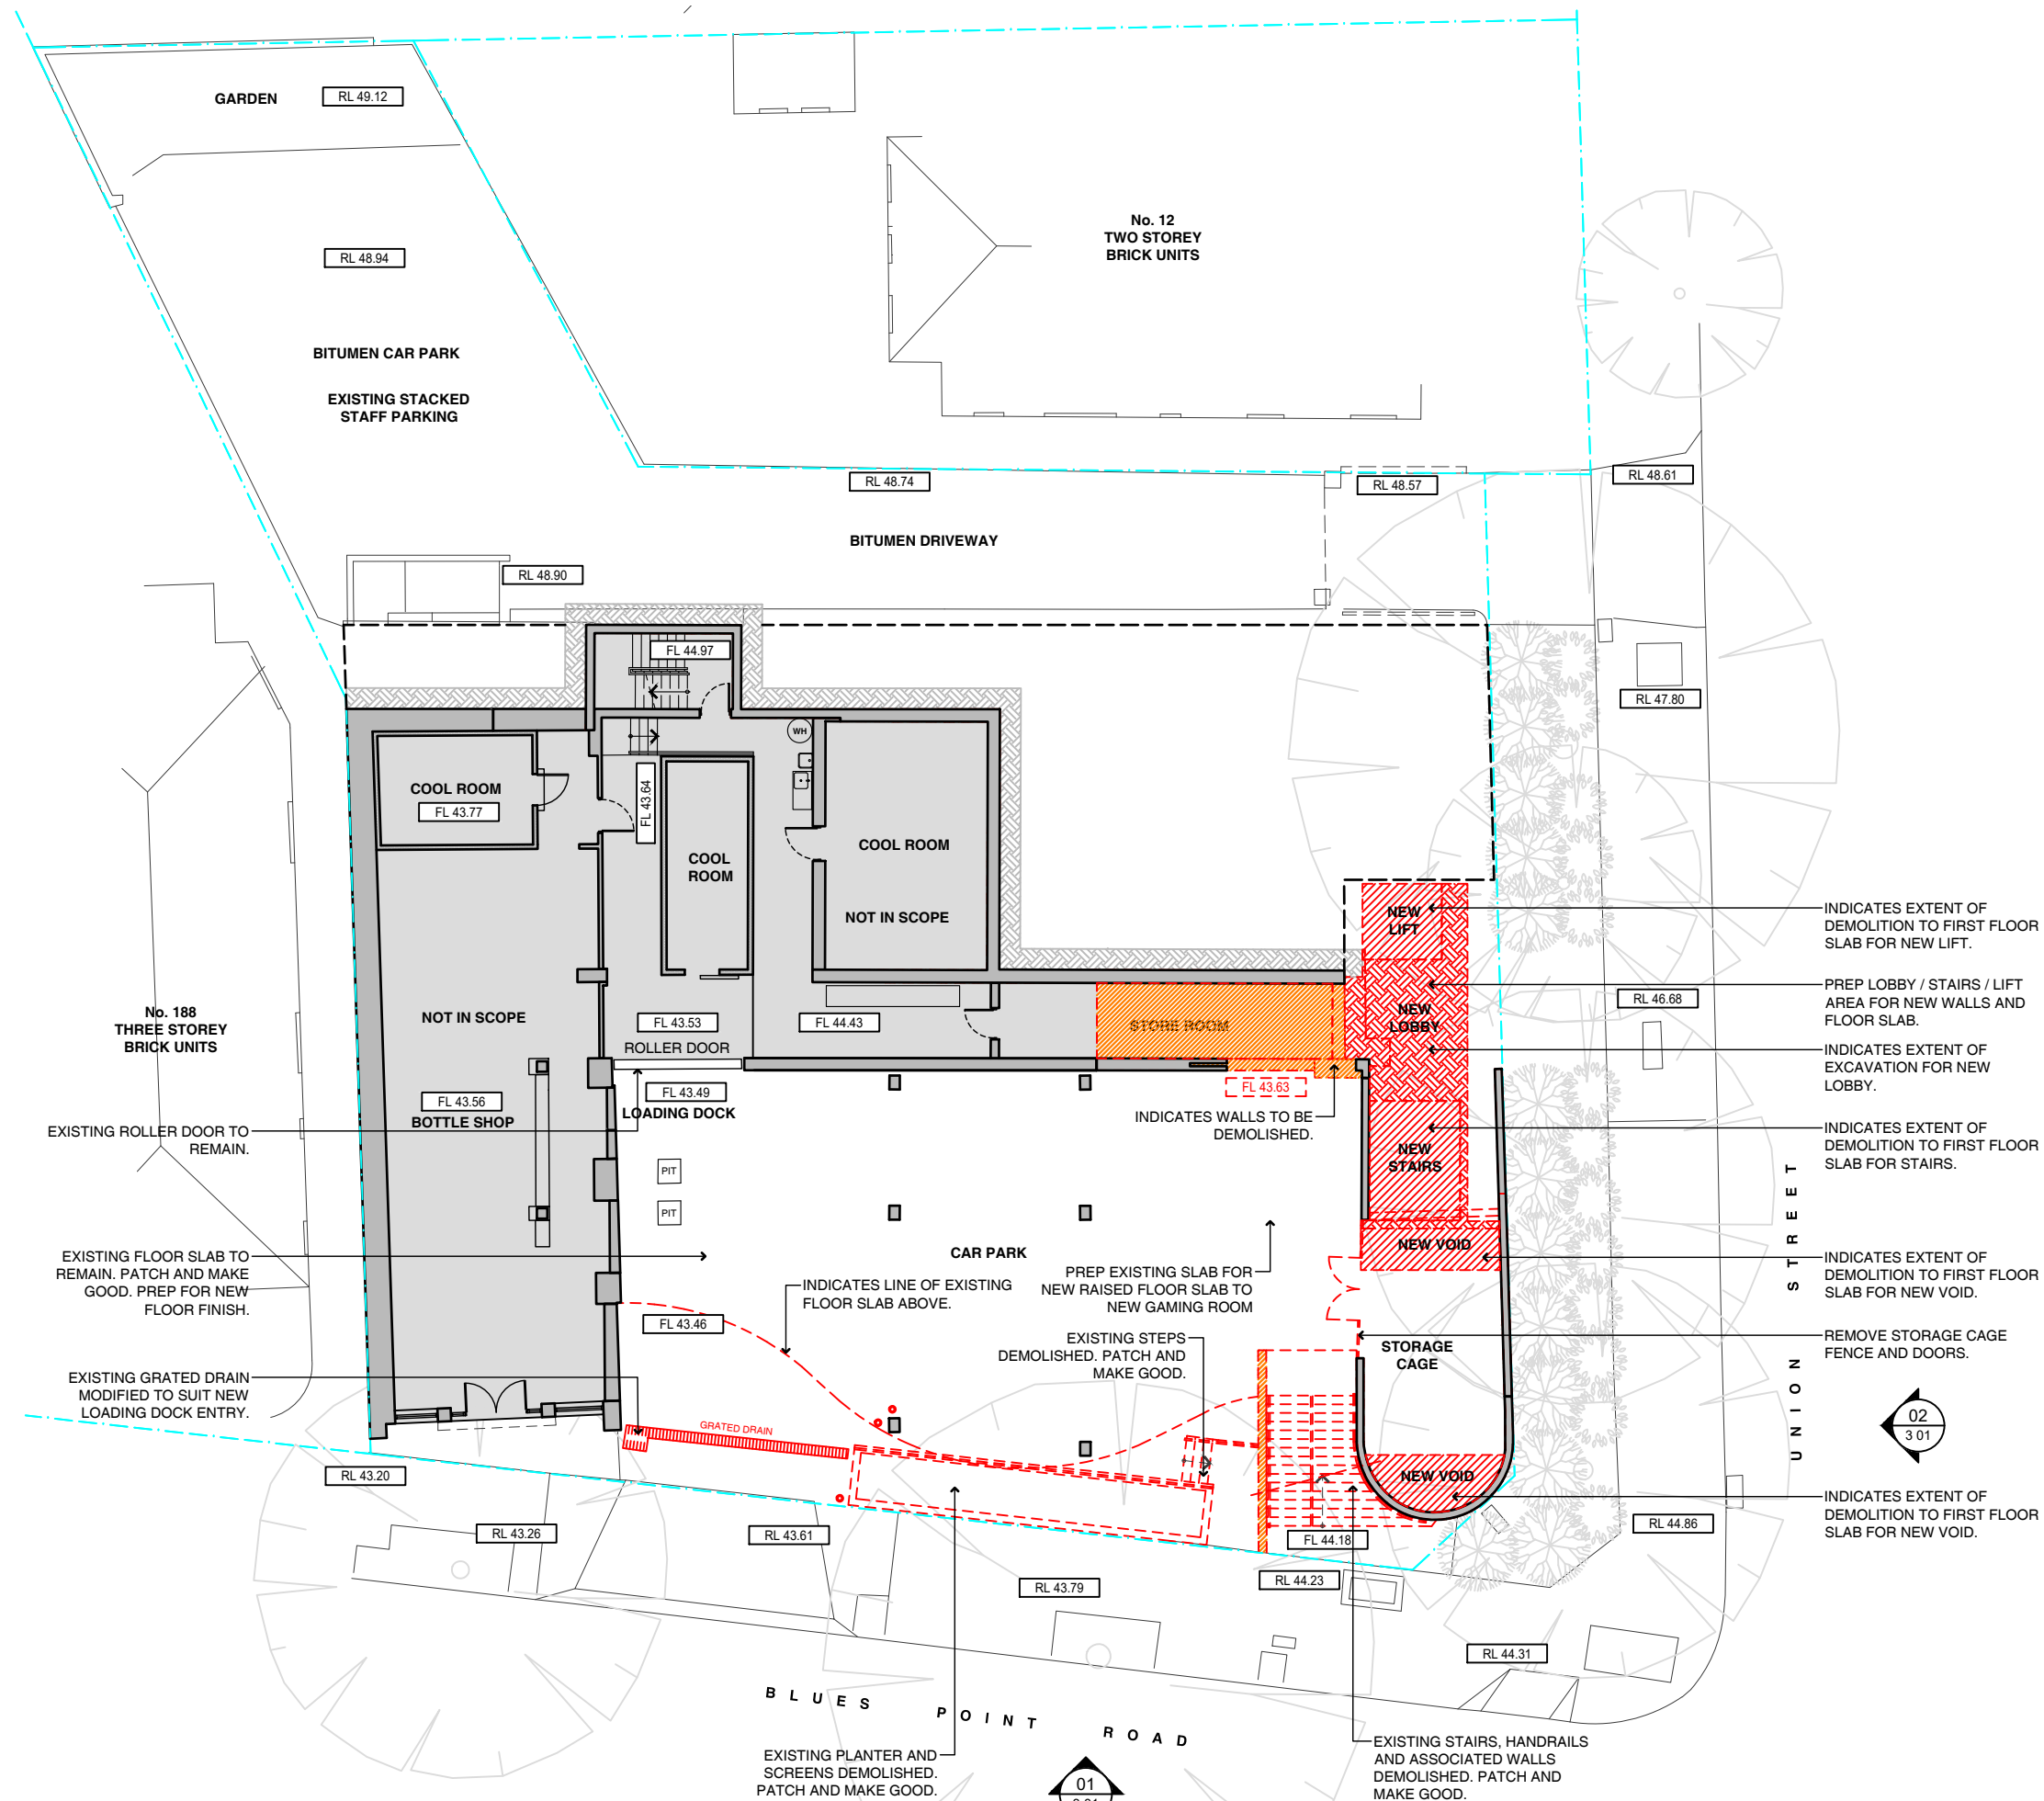 GARDEN
RL 49.12
No. 12
TWO STOREY
BRICK UNITS
RL 48.94
BITUMEN CAR PARK
EXISTING STACKED
STAFF PARKING
RL 48.74
RL 48.57
RL 48.61
BITUMEN DRIVEWAY
RL 48.90
FL 44.97
RL 47.80
WH
COOL ROOM
FL 43.77
FL 43.64
COOL
ROOM
COOL ROOM
NOT IN SCOPE
NEW
LIFT
INDICATES EXTENT OF
DEMOLITION TO FIRST FLOOR
SLAB FOR NEW LIFT.
PREP LOBBY / STAIRS / LIFT
AREA FOR NEW WALLS AND
FLOOR SLAB.
RL 46.68
NEW
LOBBY
No. 188
THREE STOREY
BRICK UNITS
NOT IN SCOPE
FL 43.53
ROLLER DOOR
FL 44.43
STORE ROOM
INDICATES EXTENT OF
EXCAVATION FOR NEW
LOBBY.
FL 43.49
LOADING DOCK
FL 43.63
FL 43.56
BOTTLE SHOP
INDICATES WALLS TO BE
DEMOLISHED.
EXISTING ROLLER DOOR TO
REMAIN.
NEW
STAIRS
INDICATES EXTENT OF
DEMOLITION TO FIRST FLOOR
SLAB FOR STAIRS.
PIT
PIT
UNION STREET
EXISTING FLOOR SLAB TO
REMAIN. PATCH AND MAKE
GOOD. PREP FOR NEW
FLOOR FINISH.
CAR PARK
NEW VOID
INDICATES EXTENT OF
DEMOLITION TO FIRST FLOOR
SLAB FOR NEW VOID.
INDICATES LINE OF EXISTING
FLOOR SLAB ABOVE.
PREP EXISTING SLAB FOR
NEW RAISED FLOOR SLAB TO
NEW GAMING ROOM
FL 43.46
EXISTING STEPS
DEMOLISHED. PATCH AND
MAKE GOOD.
STORAGE
CAGE
REMOVE STORAGE CAGE
FENCE AND DOORS.
EXISTING GRATED DRAIN
MODIFIED TO SUIT NEW
LOADING DOCK ENTRY.
GRATED DRAIN
02
3 01
RL 43.20
NEW VOID
INDICATES EXTENT OF
DEMOLITION TO FIRST FLOOR
SLAB FOR NEW VOID.
RL 43.26
RL 43.61
FL 44.18
RL 44.86
RL 43.79
RL 44.23
RL 44.31
BLUES POINT ROAD
EXISTING PLANTER AND
SCREENS DEMOLISHED.
PATCH AND MAKE GOOD.
01
EXISTING STAIRS, HANDRAILS
AND ASSOCIATED WALLS
DEMOLISHED. PATCH AND
MAKE GOOD.